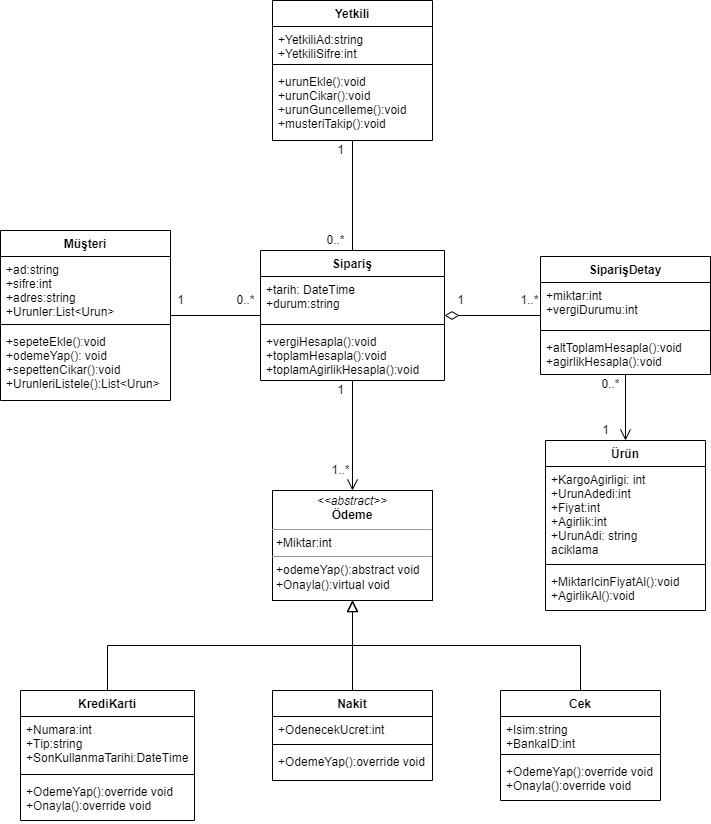 Yetkili
+YetkiliAd:string
+YetkiliSifre:int
+urunEkle():void
+urunCikar():void
+urunGuncelleme():void
+musteriTakip():void
1
0..*
Müşteri
+ad:string
+sifre:int
+adres:string
+Urunler:List<Urun>
+sepeteEkle():void
+odemeYap(): void
+sepettenCikar():void
+UrunleriListele():List<Urun>
1
0..*
Sipariş
+tarih: DateTime
+durum:string
+vergiHesapla():void
+toplamHesapla():void
+toplamAgirlikHesapla():void
1
1..*
SiparişDetay
+miktar:int
+vergiDurumu:int
+altToplamHesapla():void
+agirlikHesapla():void
0..*
1
Ürün
+KargoAgirligi: int
+UrunAdedi:int
+Fiyat:int
+Agirlik:int
+UrunAdi: string
aciklama
+MiktarIcinFiyatAl():void
+AgirlikAl():void
1
1..*
<<abstract>>
Ödeme
+Miktar:int
+odemeYap():abstract void
+Onayla():virtual void
KrediKarti
+Numara:int
+Tip:string
+SonKullanmaTarihi:DateTime
+OdemeYap():override void
+Onayla():override void
Nakit
+OdenecekUcret:int
+OdemeYap():override void
Cek
+Isim:string
+BankaID:int
+OdemeYap():override void
+Onayla():override void